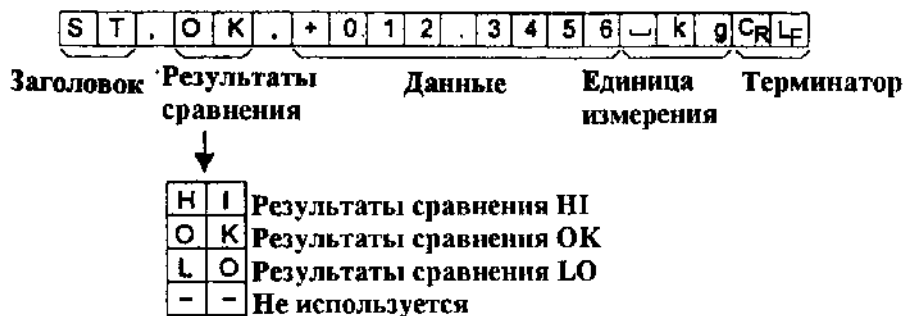 S T . O K . + 0 1 2 . 3 4 5 6 ⎵ k g CR LF
Заголовок Результаты сравнения Данные Единица измерения Терминатор
H I Результаты сравнения HI
O K Результаты сравнения OK
L O Результаты сравнения LO
- - Не используется